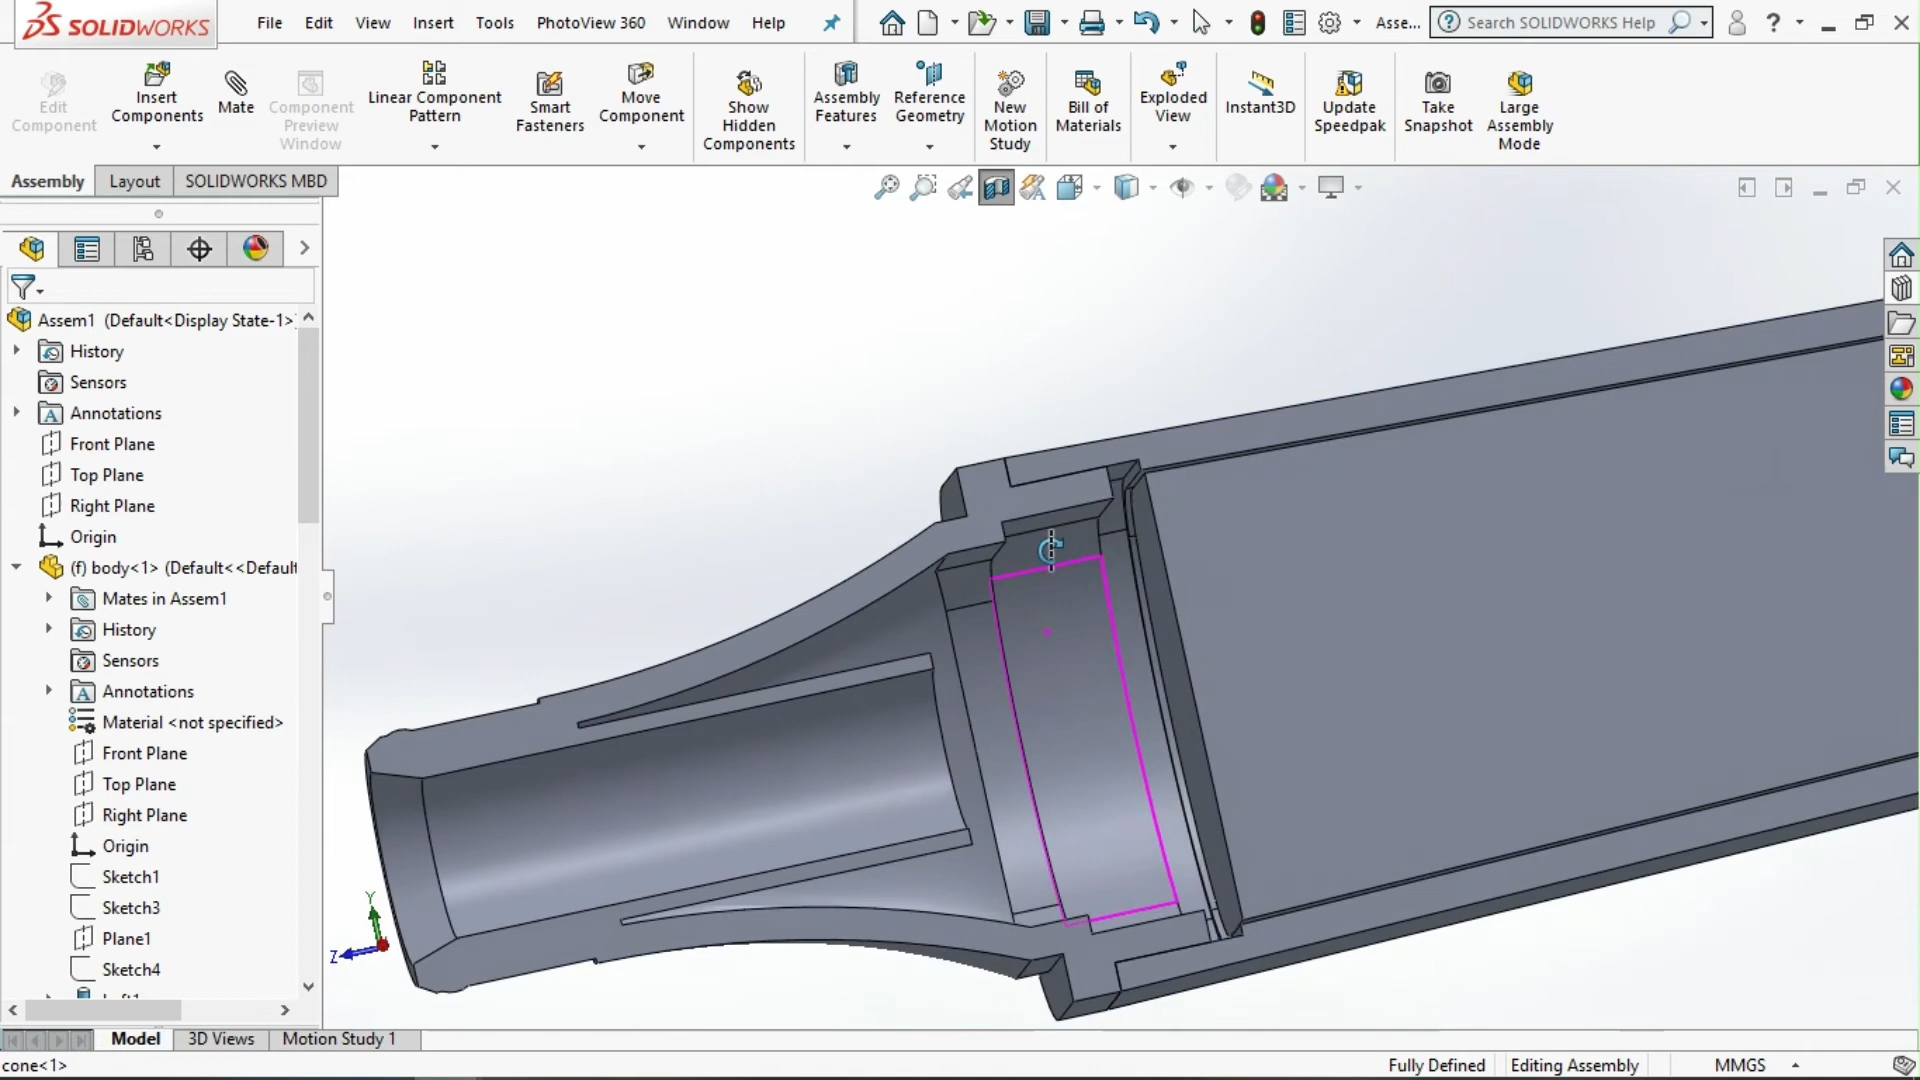 SOLIDWORKS
File Edit View Insert Tools PhotoView 360 Window Help
Asse...
Search SOLIDWORKS Help
Edit Component
Insert Components
Mate
Component Preview Window
Linear Component Pattern
Smart Fasteners
Move Component
Show Hidden Components
Assembly Features
Reference Geometry
New Motion Study
Bill of Materials
Exploded View
Instant3D
Update Speedpak
Take Snapshot
Large Assembly Mode
Assembly Layout SOLIDWORKS MBD
Assem1 (Default<Display State-1>
History
Sensors
Annotations
Front Plane
Top Plane
Right Plane
Origin
(f) body<1> (Default<<Default
Mates in Assem1
History
Sensors
Annotations
Material <not specified>
Front Plane
Top Plane
Right Plane
Origin
Sketch1
Sketch3
Plane1
Sketch4
Y
Z
Model 3D Views Motion Study 1
cone<1> Fully Defined Editing Assembly MMGS